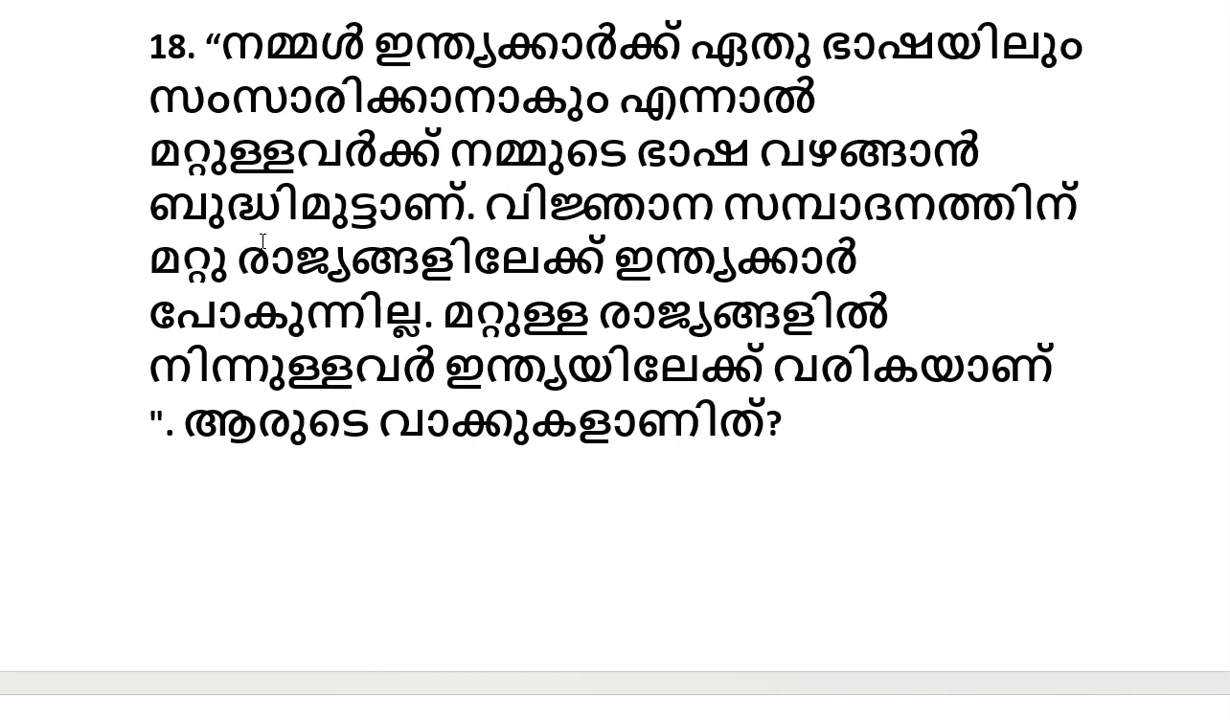 18. “നമ്മൾ ഇന്ത്യക്കാർക്ക് ഏതു ഭാഷയിലും
സംസാരിക്കാനാകും എന്നാൽ
മറ്റുള്ളവർക്ക് നമ്മുടെ ഭാഷ വഴങ്ങാൻ
ബുദ്ധിമുട്ടാണ്. വിജ്ഞാന സമ്പാദനത്തിന്
മറ്റു രാജ്യങ്ങളിലേക്ക് ഇന്ത്യക്കാർ
പോകുന്നില്ല. മറ്റുള്ള രാജ്യങ്ങളിൽ
നിന്നുള്ളവർ ഇന്ത്യയിലേക്ക് വരികയാണ്
". ആരുടെ വാക്കുകളാണിത്?